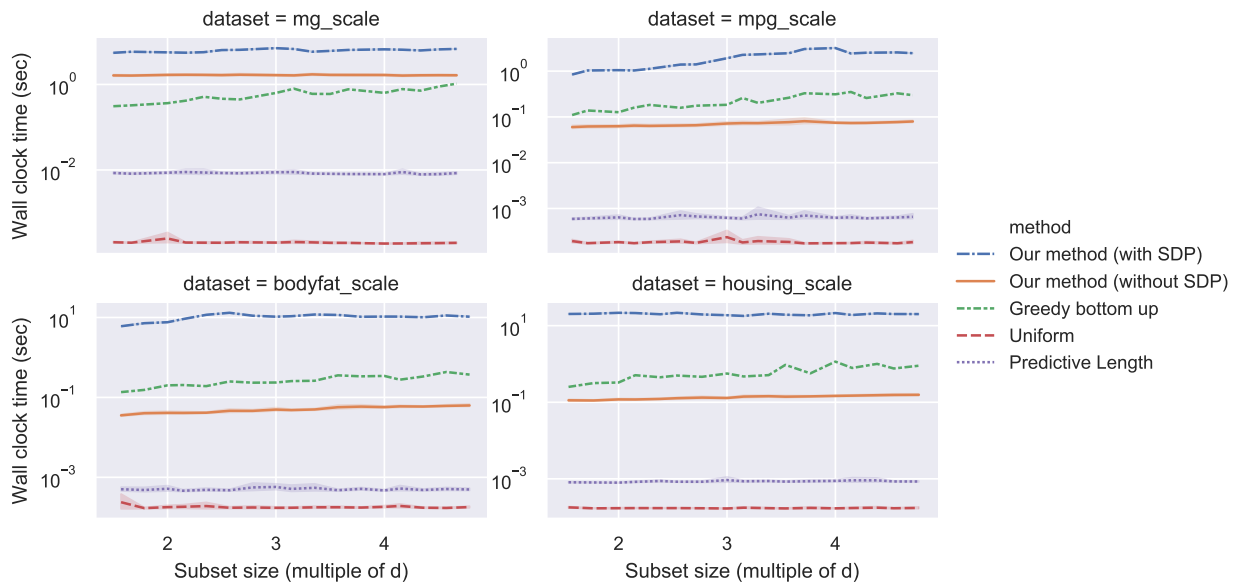 dataset = mg_scale
dataset = mpg_scale
Wall clock time (sec)
10^0
10^−2
10^0
10^−1
10^−2
10^−3
method
Our method (with SDP)
Our method (without SDP)
Greedy bottom up
Uniform
Predictive Length
dataset = bodyfat_scale
dataset = housing_scale
Wall clock time (sec)
10^1
10^−1
10^−3
10^1
10^−1
10^−3
2 3 4
2 3 4
Subset size (multiple of d)
Subset size (multiple of d)